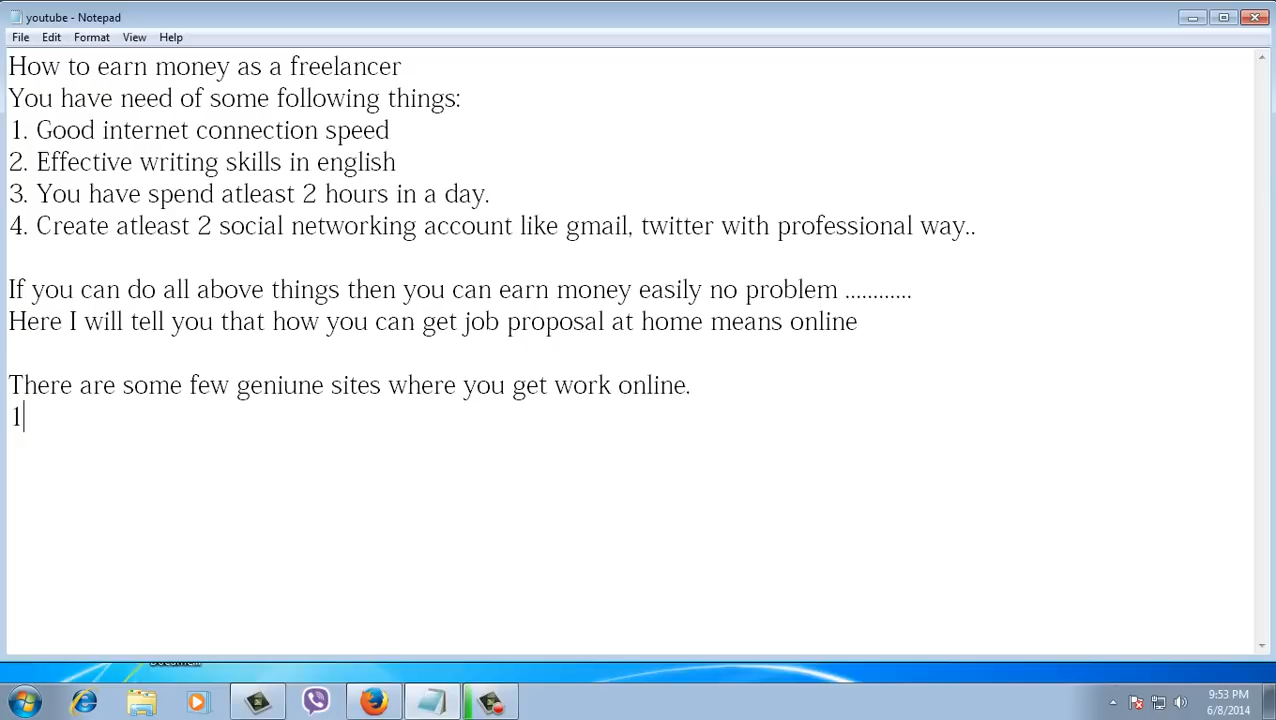 youtube - Notepad
File Edit Format View Help
How to earn money as a freelancer
You have need of some following things:
1. Good internet connection speed
2. Effective writing skills in english
3. You have spend atleast 2 hours in a day.
4. Create atleast 2 social networking account like gmail, twitter with professional way..
If you can do all above things then you can earn money easily no problem ............
Here I will tell you that how you can get job proposal at home means online
There are some few geniune sites where you get work online.
1
9:53 PM
6/8/2014